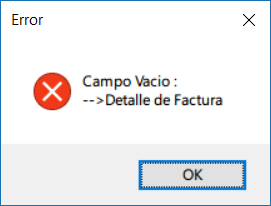 Error
Campo Vacio :
-->Detalle de Factura
OK